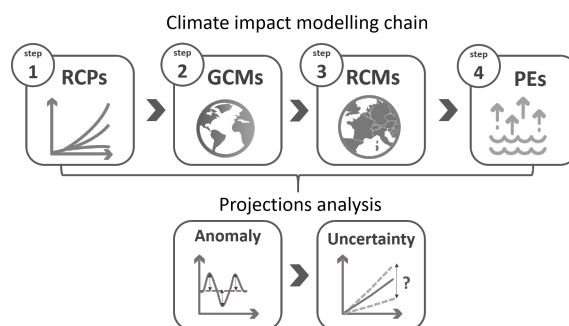 Climate impact modelling chain
step
1
RCPs
step
2
GCMs
step
3
RCMs
step
4
PEs
Projections analysis
Anomaly
Uncertainty
?